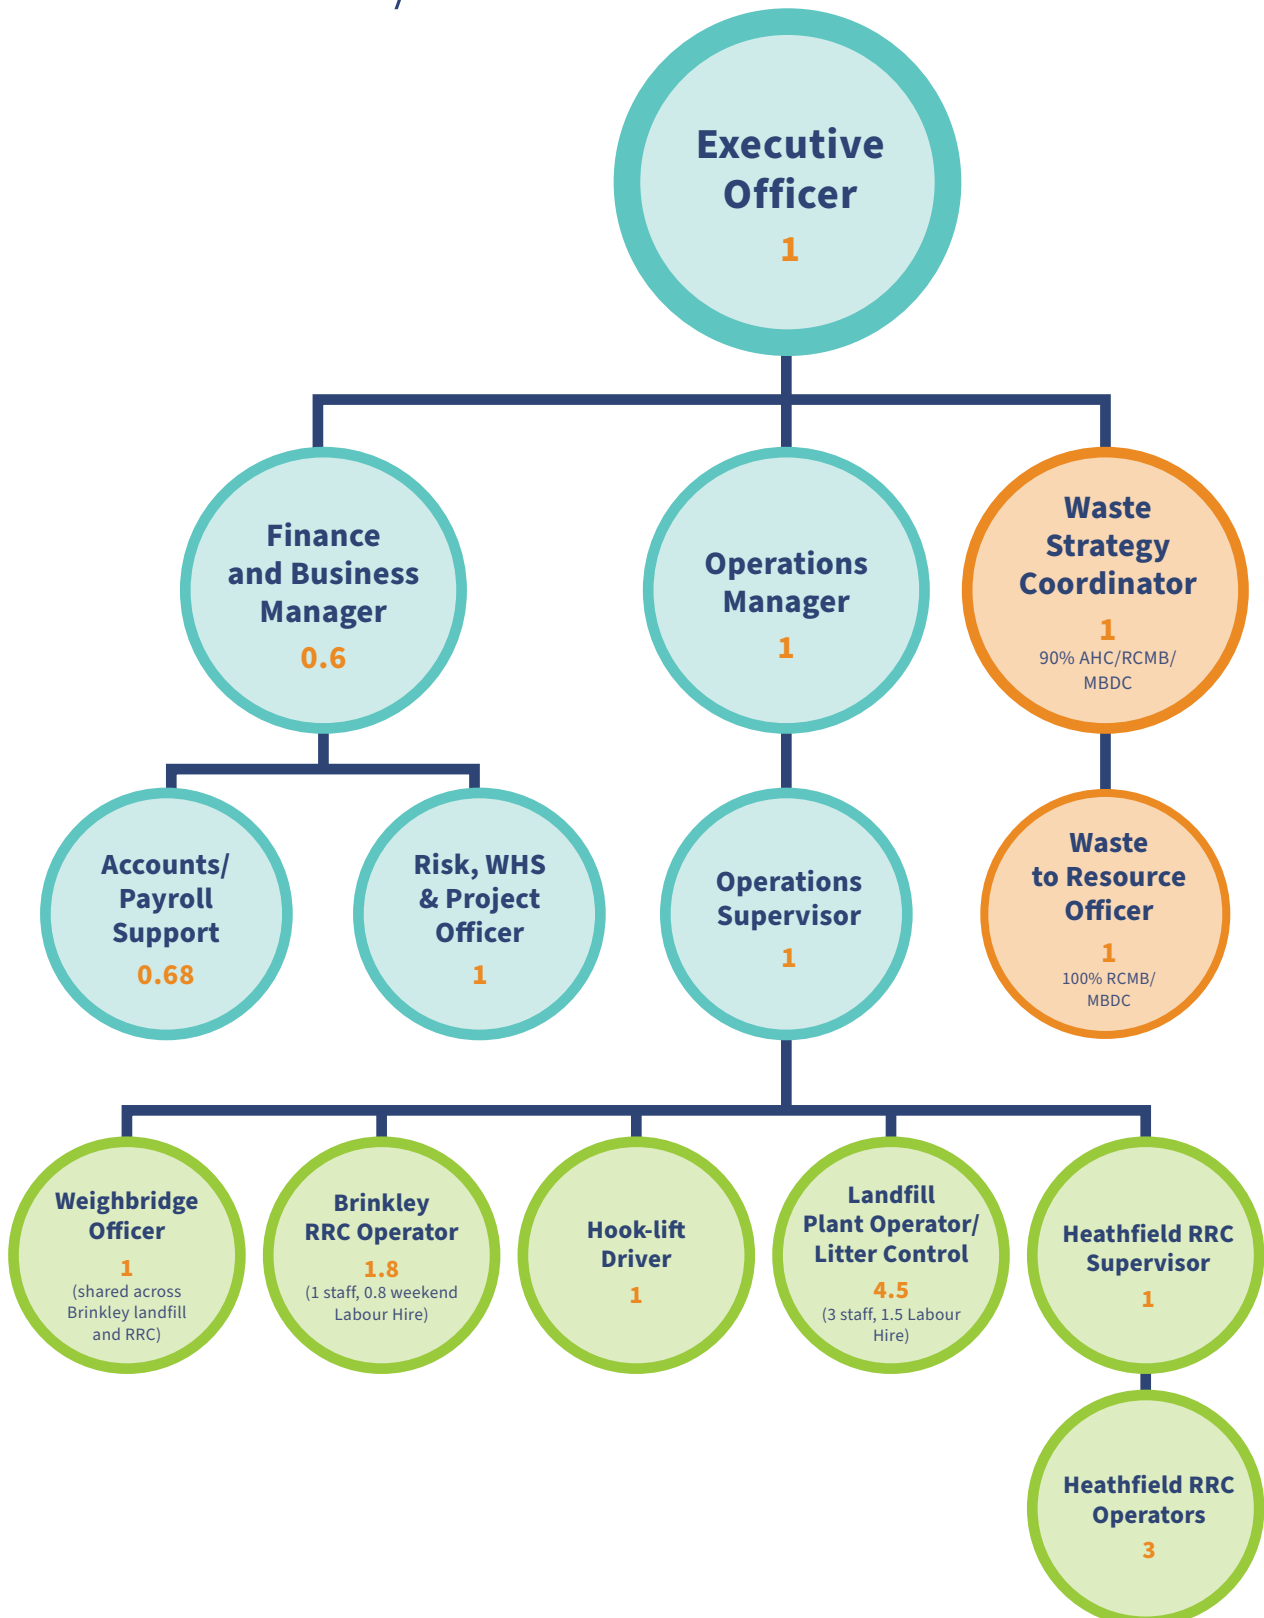 Executive
Officer
1
Finance
and Business
Manager
0.6
Operations
Manager
1
Waste
Strategy
Coordinator
1
90% AHC/RCMB/
MBDC
Accounts/
Payroll
Support
0.68
Risk, WHS
& Project
Officer
1
Operations
Supervisor
1
Waste
to Resource
Officer
1
100% RCMB/
MBDC
Weighbridge
Officer
1
(shared across
Brinkley landfill
and RRC)
Brinkley
RRC Operator
1.8
(1 staff, 0.8 weekend
Labour Hire)
Hook-lift
Driver
1
Landfill
Plant Operator/
Litter Control
4.5
(3 staff, 1.5 Labour
Hire)
Heathfield RRC
Supervisor
1
Heathfield RRC
Operators
3